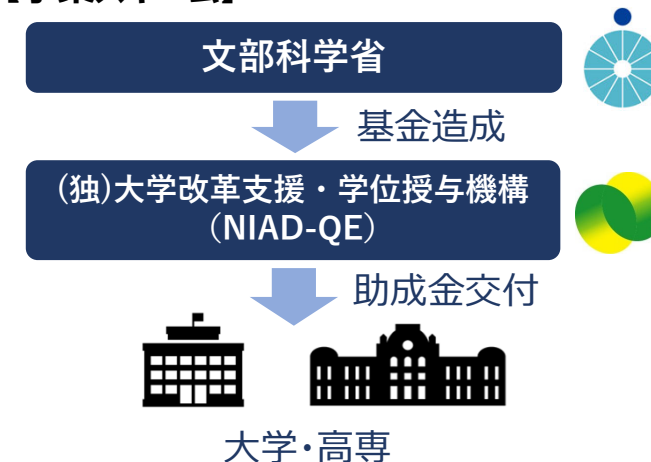 文部科学省
基金造成
(独)大学改革支援・学位授与機構
(NIAD-QE)
助成金交付
大学・高専